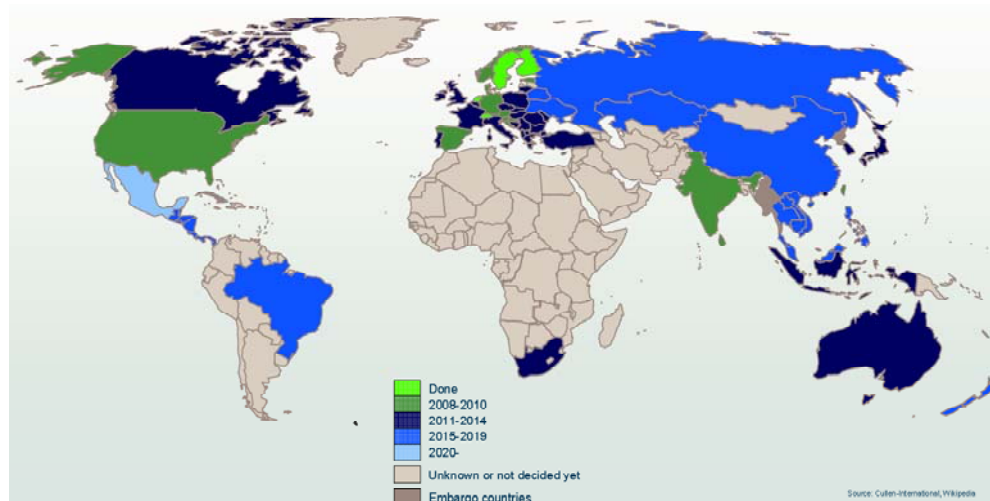 Done
2008-2010
2011-2014
2015-2019
2020-
Unknown or not decided yet
Embargo countries
Source: Cullen-International, Wikipedia